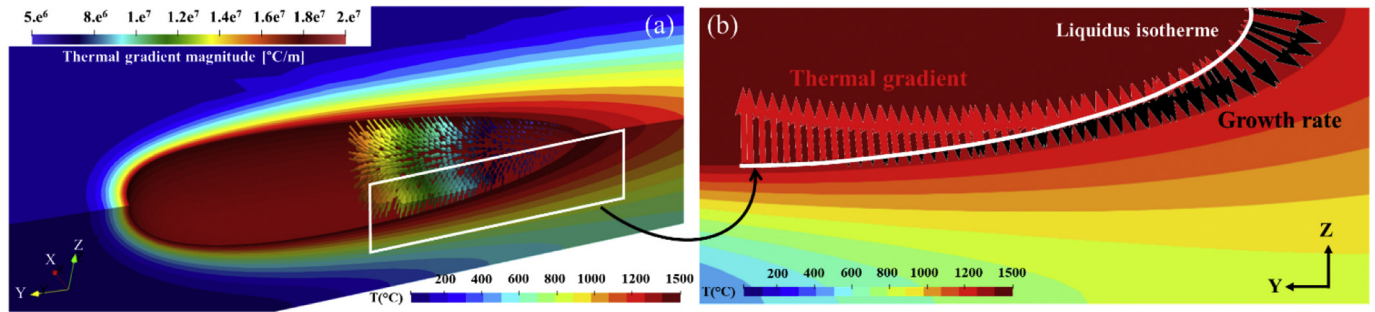 5.e⁶ 8.e⁶ 1.e⁷ 1.2e⁷ 1.4e⁷ 1.6e⁷ 1.8e⁷ 2.e⁷
Thermal gradient magnitude [°C/m]
(a)
X
Z
Y
200 400 600 800 1000 1200 1500
T(°C)
(b)
Liquidus isotherme
Thermal gradient
Growth rate
200 400 600 800 1000 1200 1500
T(°C)
Z
Y